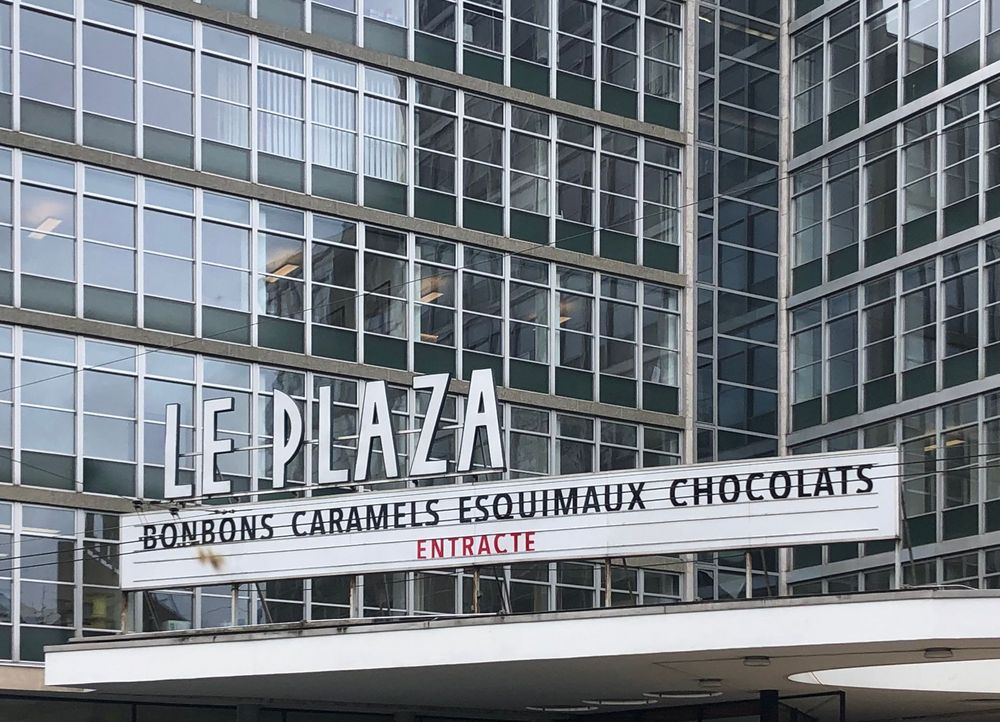 LE PLAZA
BONBONS CARAMELS ESQUIMAUX CHOCOLATS
ENTRACTE